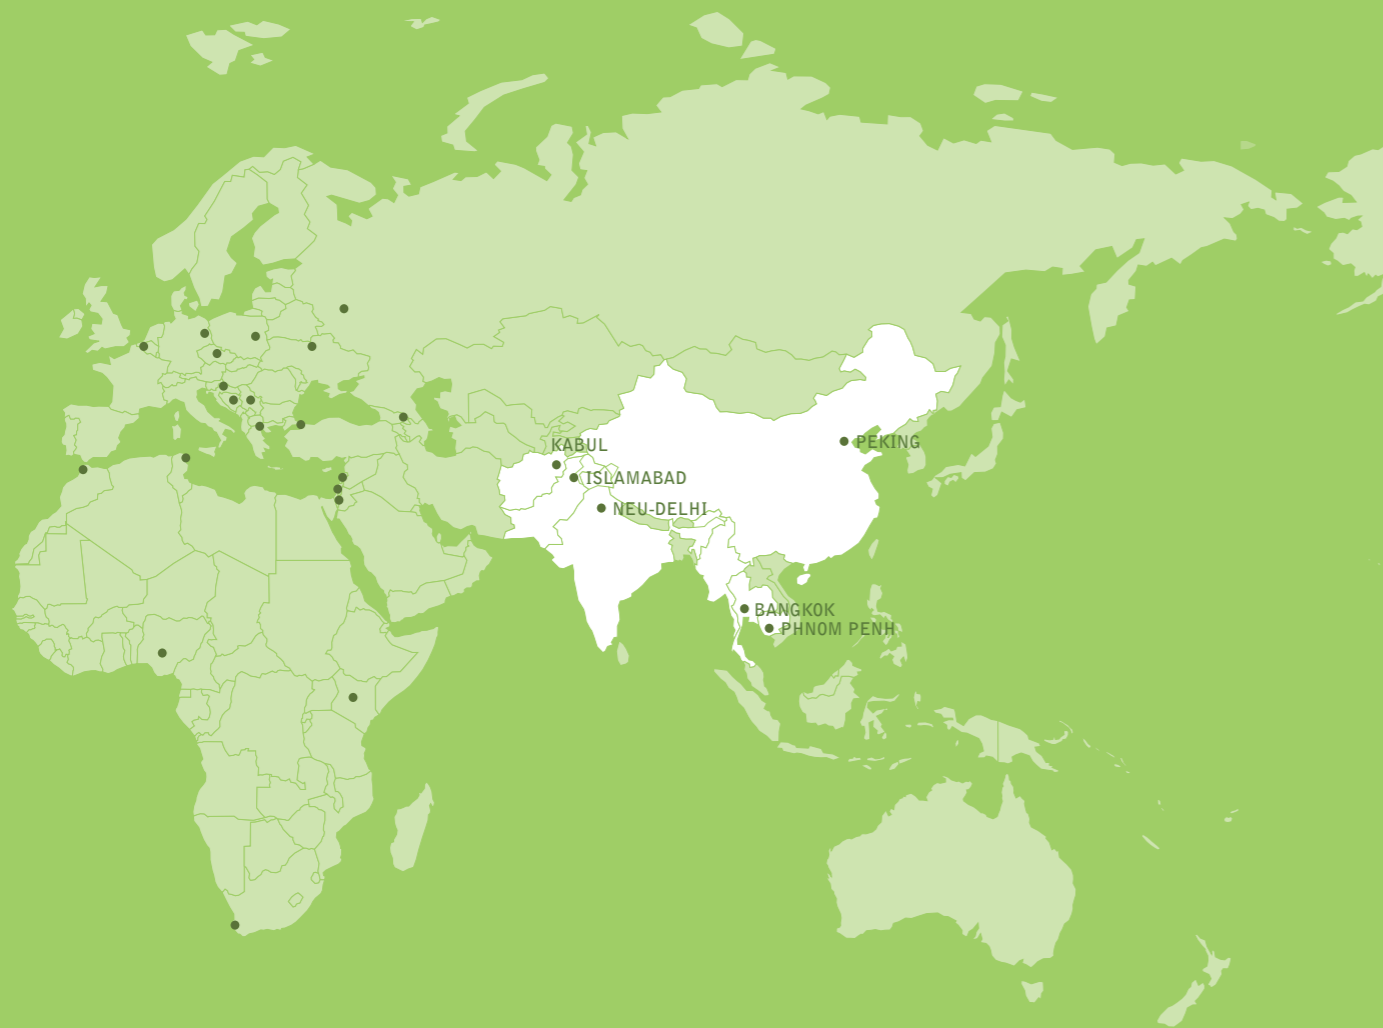 KABUL
PEKING
ISLAMABAD
NEU-DELHI
BANGKOK
PHNOM PENH